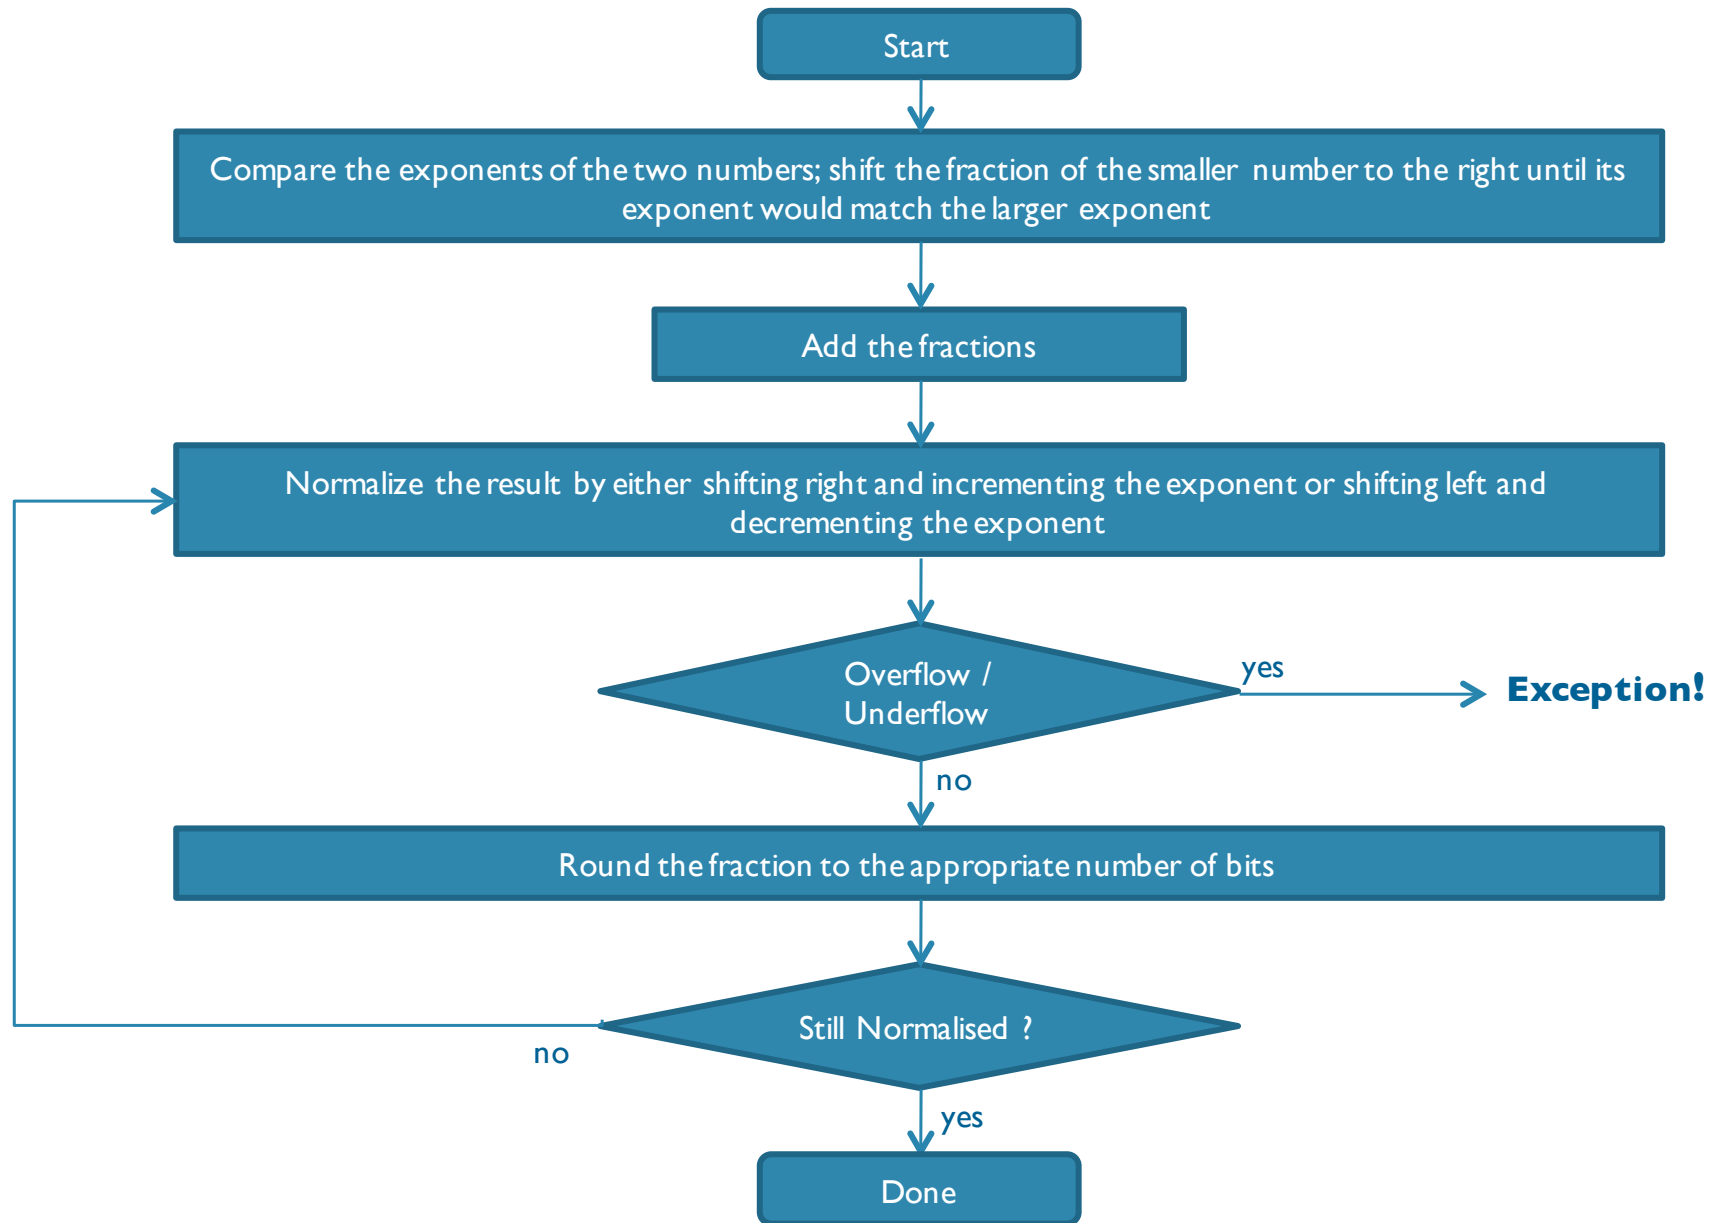 Start
Compare the exponents of the two numbers; shift the fraction of the smaller number to the right until its
exponent would match the larger exponent
Add the fractions
Normalize the result by either shifting right and incrementing the exponent or shifting left and
decrementing the exponent
Overflow /
Underflow
yes
Exception!
no
Round the fraction to the appropriate number of bits
Still Normalised ?
no
yes
Done